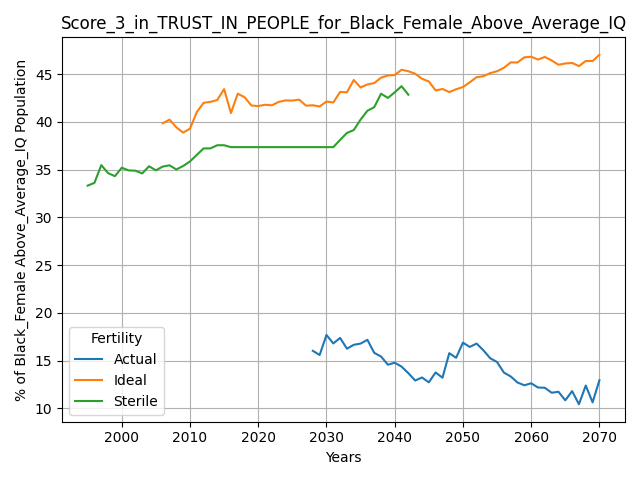 Score_3_in_TRUST_IN_PEOPLE_for_Black_Female_Above_Average_IQ
% of Black_Female Above_Average_IQ Population
45
40
35
30
25
20
15
10
Fertility
Actual
Ideal
Sterile
2000 2010 2020 2030 2040 2050 2060 2070
Years